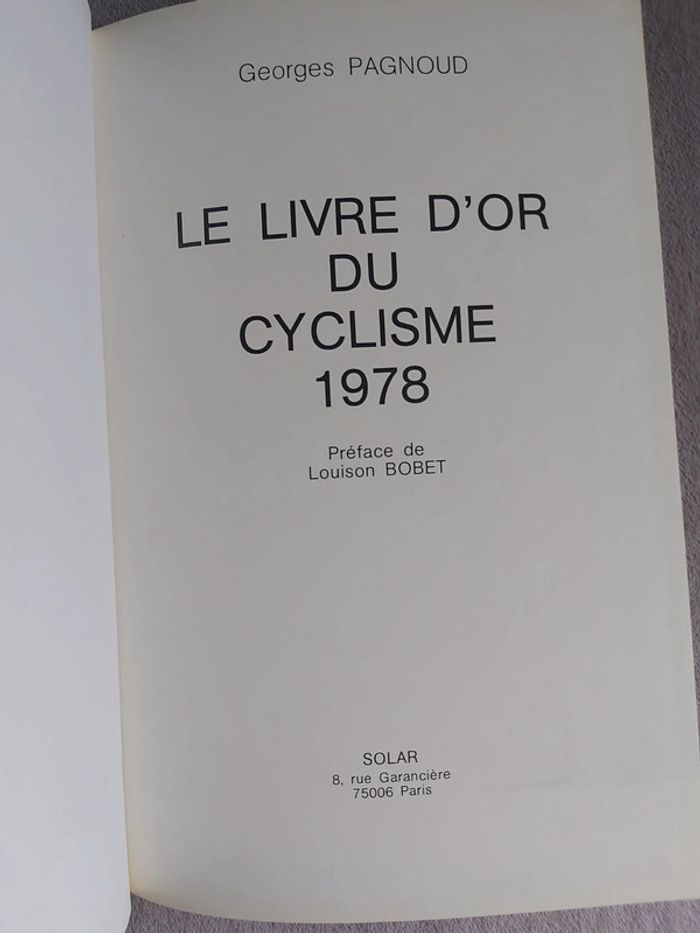 Georges PAGNOUD
LE LIVRE D'OR
DU
CYCLISME
1978
Préface de
Louison BOBET
SOLAR
8, rue Garancière
75006 Paris